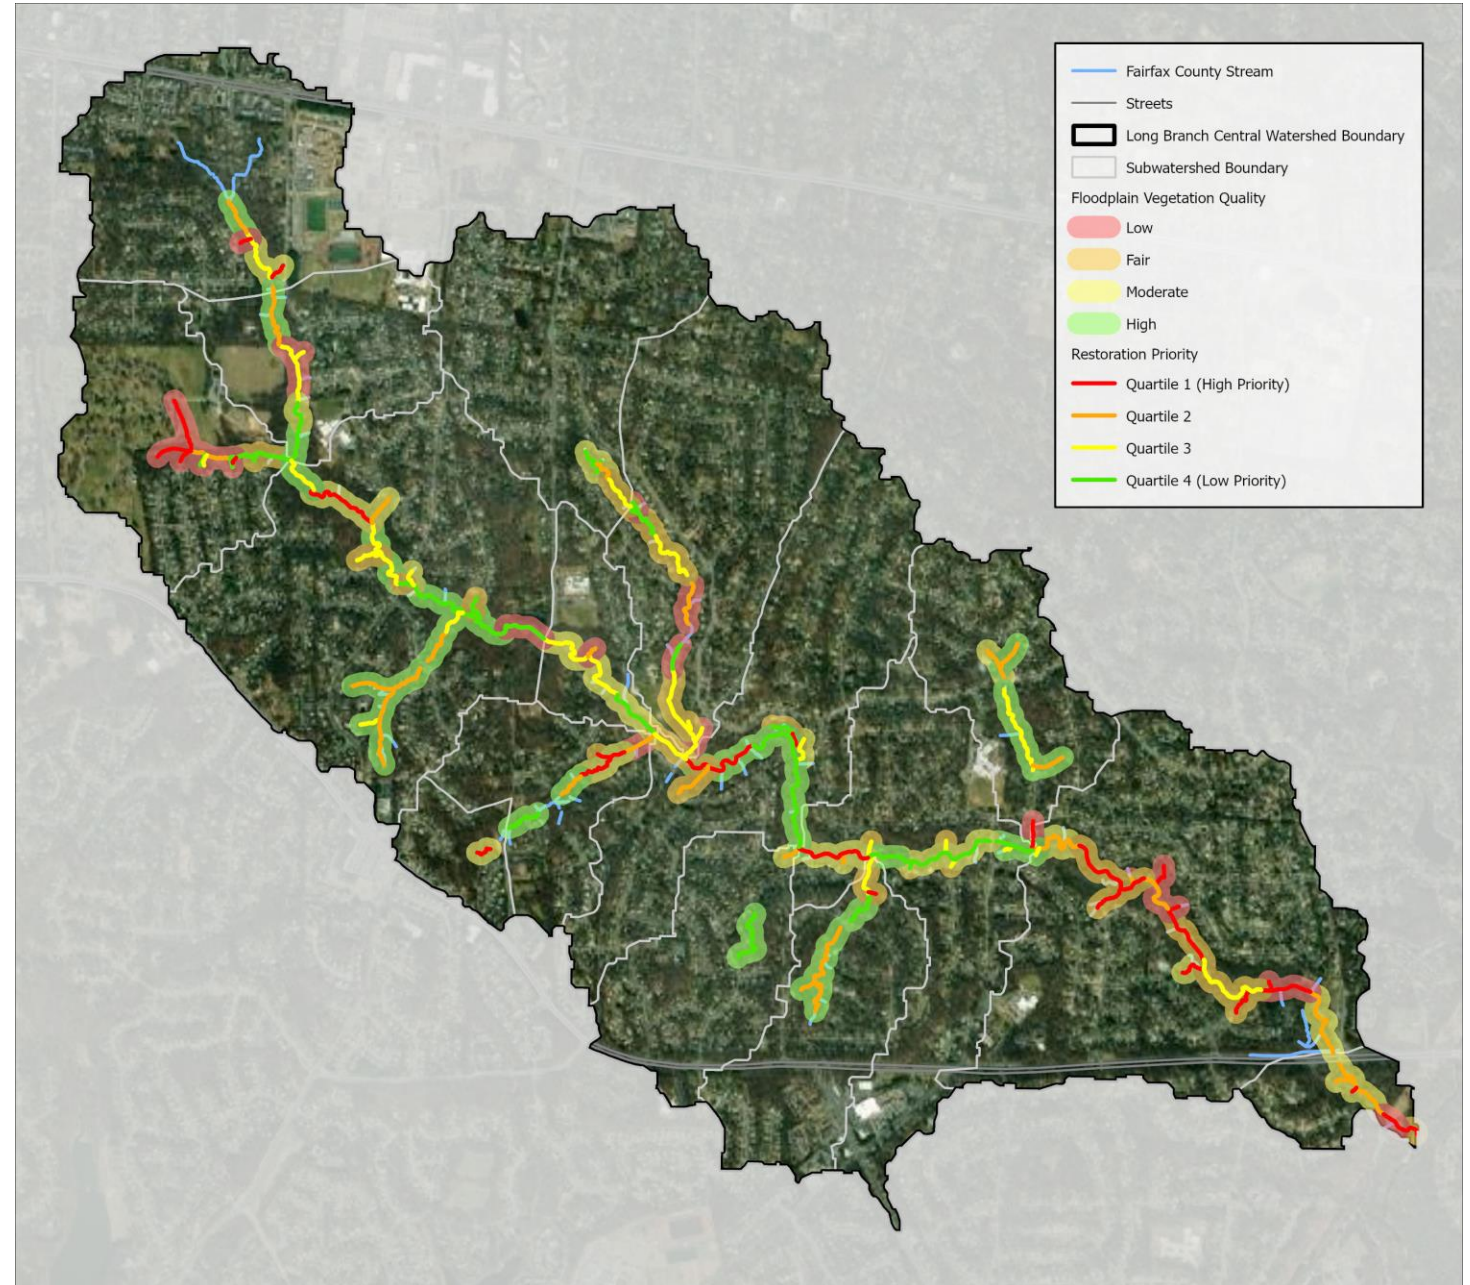 Fairfax County Stream
Streets
Long Branch Central Watershed Boundary
Subwatershed Boundary
Floodplain Vegetation Quality
Low
Fair
Moderate
High
Restoration Priority
Quartile 1 (High Priority)
Quartile 2
Quartile 3
Quartile 4 (Low Priority)